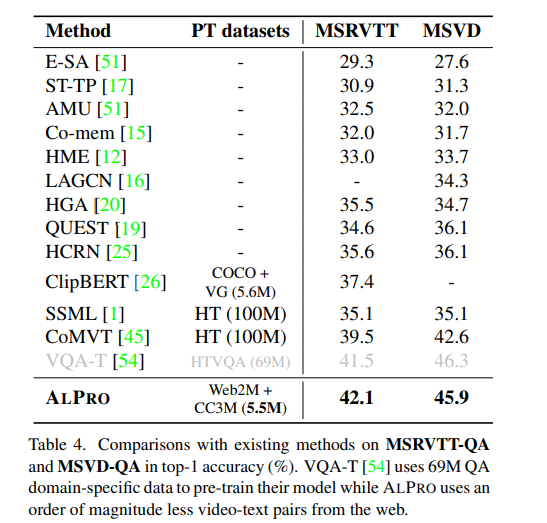 Method PT datasets MSRVTT MSVD
E-SA [51] - 29.3 27.6
ST-TP [17] - 30.9 31.3
AMU [51] - 32.5 32.0
Co-mem [15] - 32.0 31.7
HME [12] - 33.0 33.7
LAGCN [16] - - 34.3
HGA [20] - 35.5 34.7
QUEST [19] - 34.6 36.1
HCRN [25] - 35.6 36.1
ClipBERT [26] COCO + VG (5.6M) 37.4 -
SSML [1] HT (100M) 35.1 35.1
CoMVT [45] HT (100M) 39.5 42.6
VQA-T [54] HTVQA (69M) 41.5 46.3
ALPRO Web2M + CC3M (5.5M) 42.1 45.9
Table 4. Comparisons with existing methods on MSRVTT-QA
and MSVD-QA in top-1 accuracy (%). VQA-T [54] uses 69M QA
domain-specific data to pre-train their model while ALPRO uses an
order of magnitude less video-text pairs from the web.